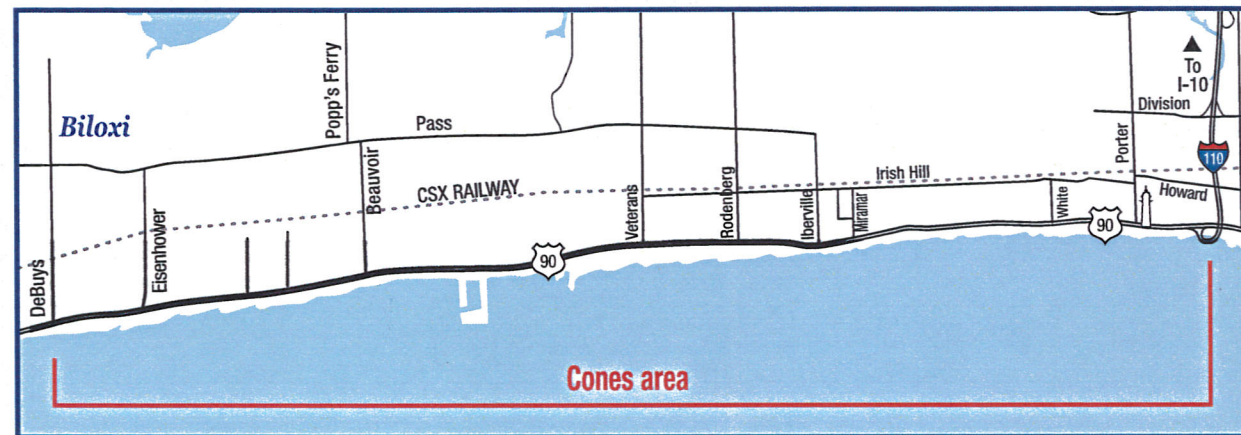 To
I-10
Division
Biloxi
Popp's Ferry
Pass
Porter
110
Beauvoir
CSX RAILWAY
Irish Hill
Howard
Eisenhower
Veterans
Rodenberg
Iberville
Miramar
White
90
90
DeBuy's
Cones area